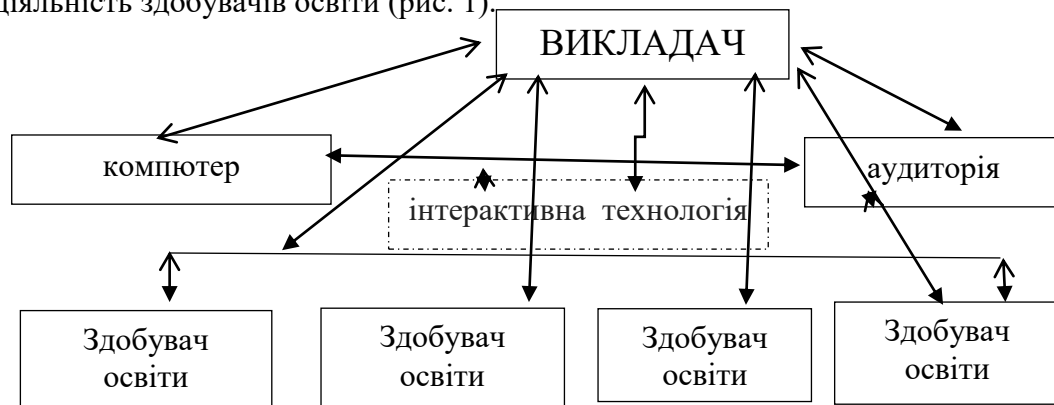 діяльність здобувачів освіти (рис. 1).
ВИКЛАДАЧ
компютер
аудиторія
інтерактивна технологія
Здобувач
освіти
Здобувач
освіти
Здобувач
освіти
Здобувач
освіти